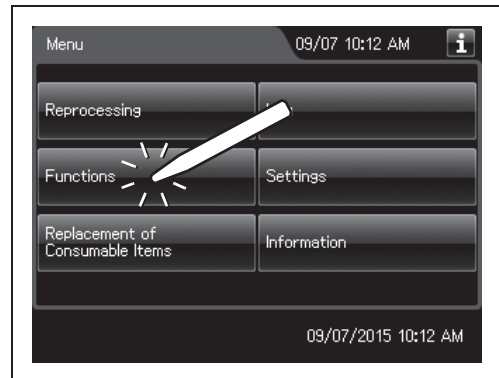 Menu
09/07 10:12 AM
i
Reprocessing
Functions
Settings
Replacement of
Consumable Items
Information
09/07/2015 10:12 AM